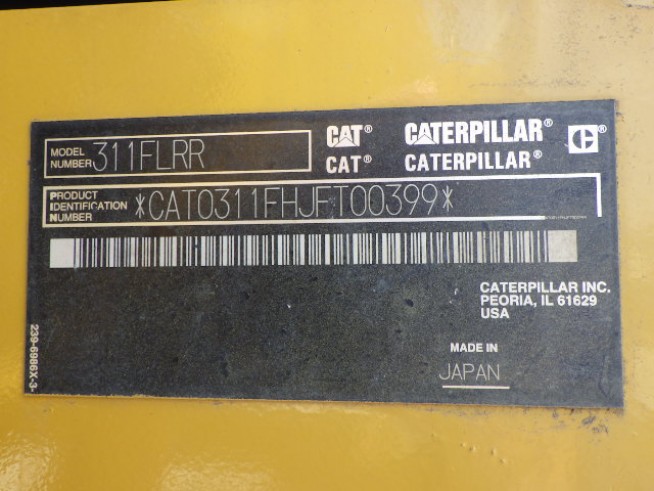 MODEL NUMBER 311FLRR
CAT® CATERPILLAR® C®
CAT® CATERPILLAR®
PRODUCT IDENTIFICATION NUMBER *CAT0311FHJFT00399*
CATERPILLAR INC.
PEORIA, IL 61629
USA
MADE IN
JAPAN
239-6986X-3-